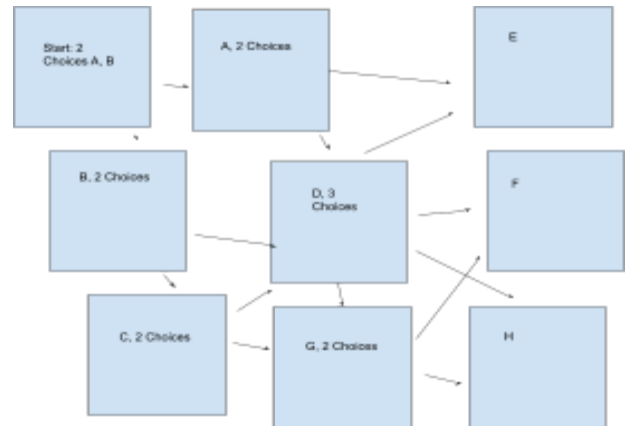 Start: 2
Choices A, B
A, 2 Choices
E
B, 2 Choices
D, 3
Choices
F
C, 2 Choices
G, 2 Choices
H